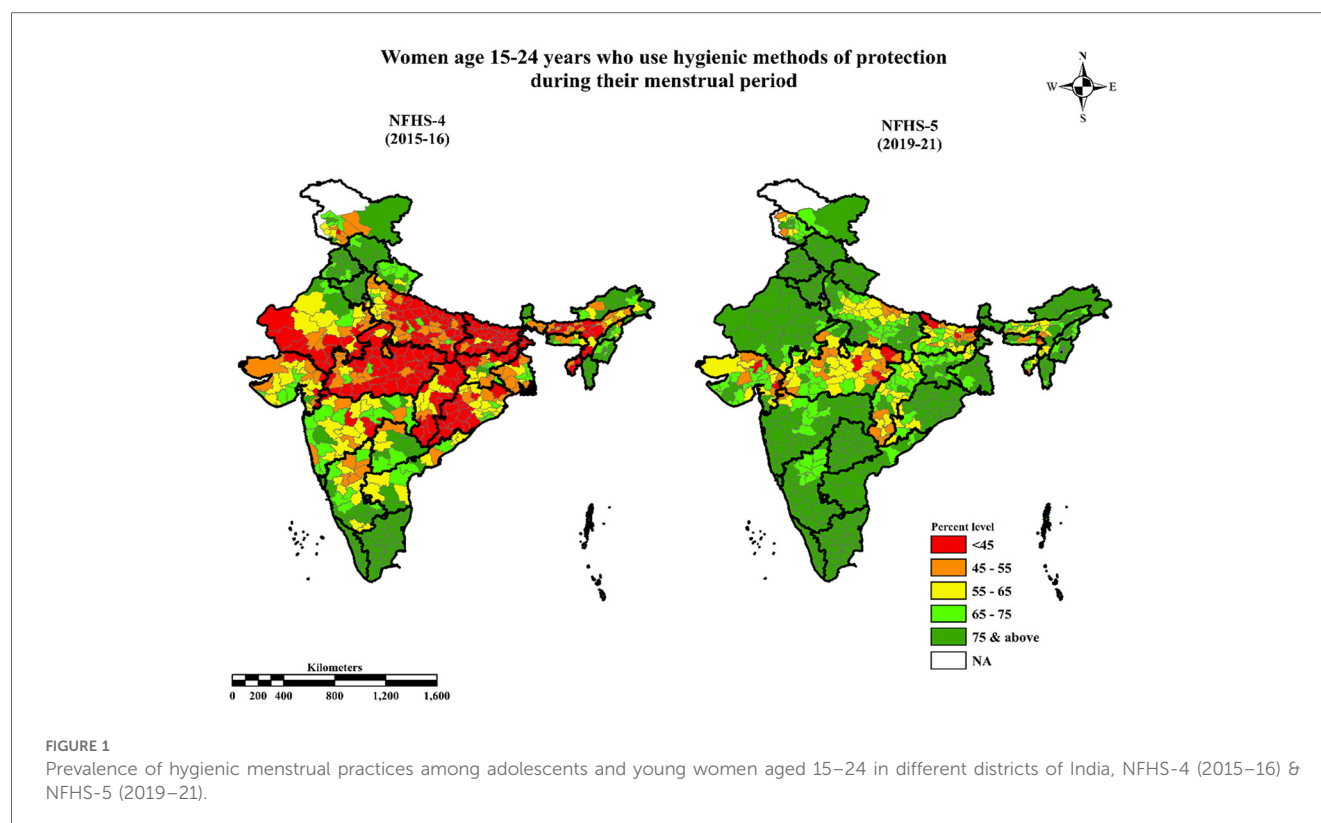 Women age 15-24 years who use hygienic methods of protection
during their menstrual period
N
W
E
S
NFHS-4
(2015-16)
NFHS-5
(2019-21)
Percent level
<45
45 - 55
55 - 65
65 - 75
75 & above
NA
Kilometers
0 200 400 800 1,200 1,600
FIGURE 1
Prevalence of hygienic menstrual practices among adolescents and young women aged 15–24 in different districts of India, NFHS-4 (2015–16) &
NFHS-5 (2019–21).